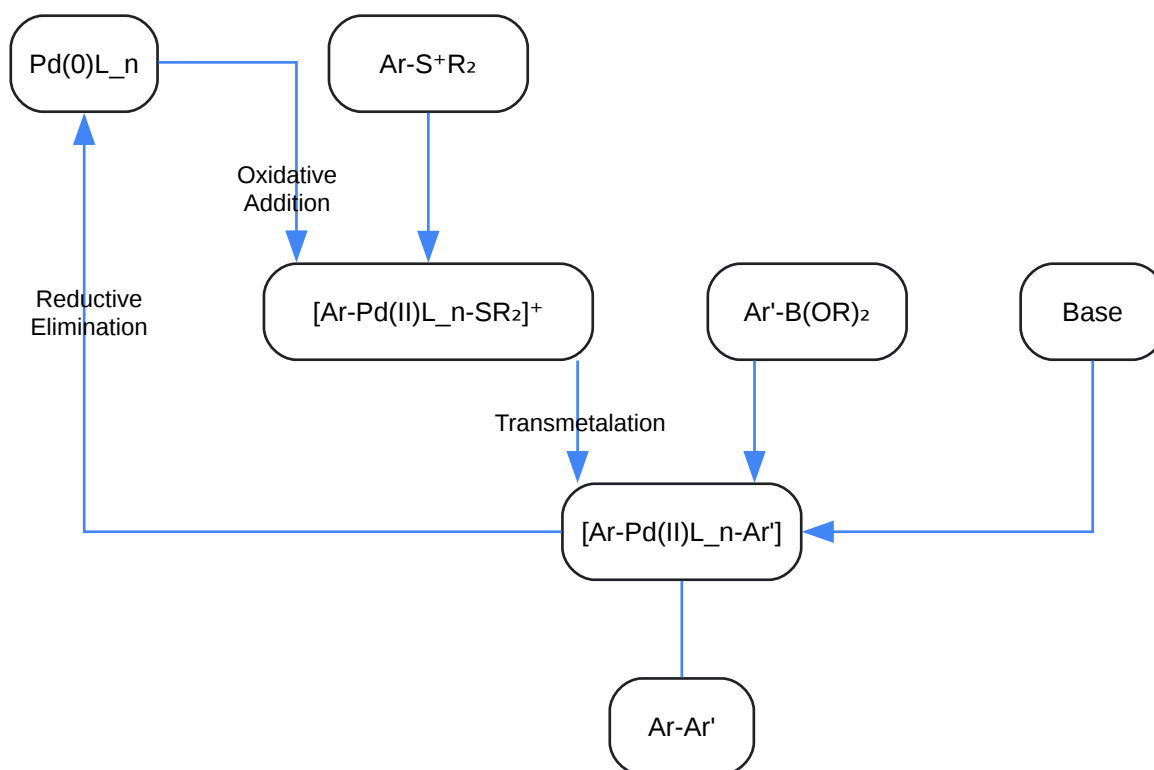 Pd(0)L_n
Ar-S⁺R₂
Oxidative
Addition
Reductive
Elimination
[Ar-Pd(II)L_n-SR₂]⁺
Ar'-B(OR)₂
Base
Transmetalation
[Ar-Pd(II)L_n-Ar']
Ar-Ar'